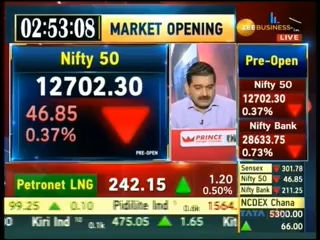 02:53:08
MARKET OPENING
ZEEBUSINESS
LIVE
Nifty 50
12702.30
46.85
0.37%
PRE-OPEN
PRINCE
Pre-Open
Nifty 50
12702.30
0.37%
Nifty Bank
28633.75
0.73%
Petronet LNG
242.15
1.20
0.50%
Sensex 301.78
Nifty 50 46.85
Nifty Bank 211.25
NCDEX Chana
5300.00
66.00
99.25 0.10 Pidilite Ind 1564.
Kiri Ind 475.05 1.65
TATA